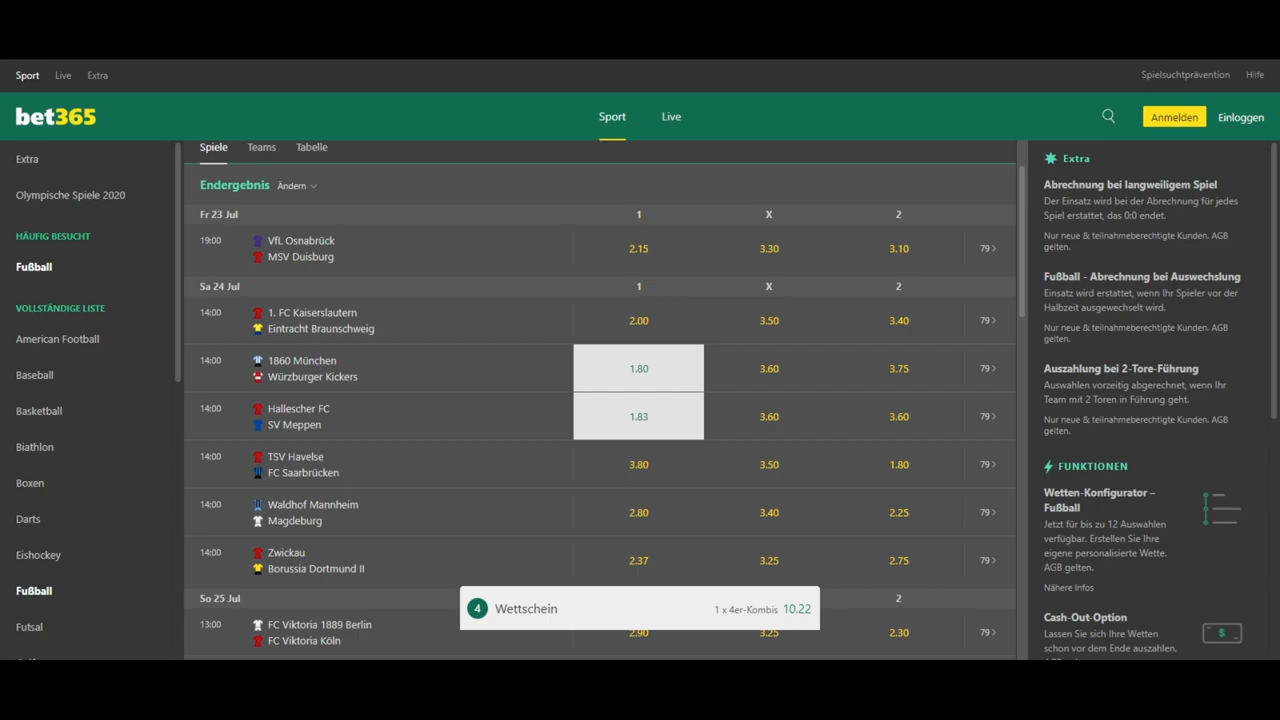 Sport Live Extra
Spielsuchtprävention Hilfe
bet365
Sport Live
Anmelden Einloggen
Extra
Olympische Spiele 2020
HÄUFIG BESUCHT
Fußball
VOLLSTÄNDIGE LISTE
American Football
Baseball
Basketball
Biathlon
Boxen
Darts
Eishockey
Fußball
Futsal
Spiele Teams Tabelle
Endergebnis Ändern
Fr 23 Jul 1 X 2
19:00 VfL Osnabrück
MSV Duisburg
2.15 3.30 3.10 79
Sa 24 Jul 1 X 2
14:00 1. FC Kaiserslautern
Eintracht Braunschweig
2.00 3.50 3.40 79
14:00 1860 München
Würzburger Kickers
1.80 3.60 3.75 79
14:00 Hallescher FC
SV Meppen
1.83 3.60 3.60 79
14:00 TSV Havelse
FC Saarbrücken
3.80 3.50 1.80 79
14:00 Waldhof Mannheim
Magdeburg
2.80 3.40 2.25 79
14:00 Zwickau
Borussia Dortmund II
2.37 3.25 2.75 79
So 25 Jul 2
13:00 FC Viktoria 1889 Berlin
FC Viktoria Köln
2.90 3.25 2.30 79
4 Wettschein 1 x 4er-Kombis 10.22
Extra
Abrechnung bei langweiligem Spiel
Der Einsatz wird bei der Abrechnung für jedes
Spiel erstattet, das 0:0 endet.
Nur neue & teilnahmeberechtigte Kunden. AGB
gelten.
Fußball - Abrechnung bei Auswechslung
Einsatz wird erstattet, wenn Ihr Spieler vor der
Halbzeit ausgewechselt wird.
Nur neue & teilnahmeberechtigte Kunden. AGB
gelten.
Auszahlung bei 2-Tore-Führung
Auswahlen vorzeitig abgerechnet, wenn Ihr
Team mit 2 Toren in Führung geht.
Nur neue & teilnahmeberechtigte Kunden. AGB
gelten.
FUNKTIONEN
Wetten-Konfigurator –
Fußball
Jetzt für bis zu 12 Auswahlen
verfügbar. Erstellen Sie Ihre
eigene personalisierte Wette.
AGB gelten.
Nähere Infos
Cash-Out-Option
Lassen Sie sich Ihre Wetten
schon vor dem Ende auszahlen.